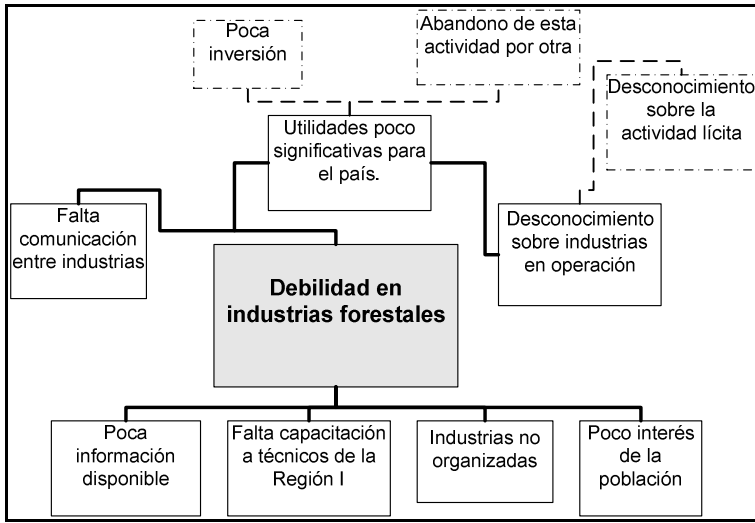 Poca
inversión
Abandono de esta
actividad por otra
Desconocimiento
sobre la
actividad lícita
Utilidades poco
significativas para
el país.
Falta
comunicación
entre industrias
Desconocimiento
sobre industrias
en operación
Debilidad en
industrias forestales
Poca
información
disponible
Falta capacitación
a técnicos de la
Región I
Industrias no
organizadas
Poco interés
de la
población